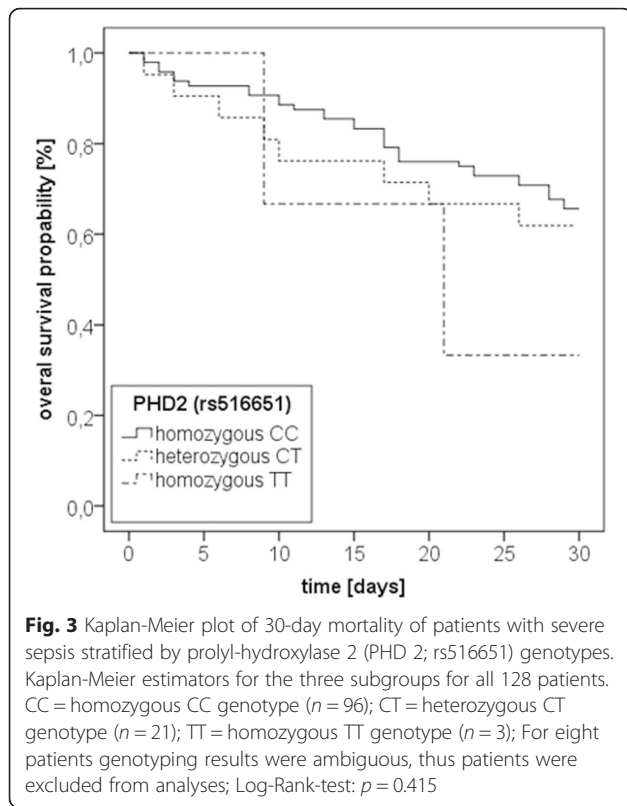 1,0
0,8
0,6
0,4
0,2
0,0
overal survival propability [%]
PHD2 (rs516651)
homozygous CC
heterozygous CT
homozygous TT
0 5 10 15 20 25 30
time [days]
Fig. 3 Kaplan-Meier plot of 30-day mortality of patients with severe
sepsis stratified by prolyl-hydroxylase 2 (PHD 2; rs516651) genotypes.
Kaplan-Meier estimators for the three subgroups for all 128 patients.
CC = homozygous CC genotype (n = 96); CT = heterozygous CT
genotype (n = 21); TT = homozygous TT genotype (n = 3); For eight
patients genotyping results were ambiguous, thus patients were
excluded from analyses; Log-Rank-test: p = 0.415